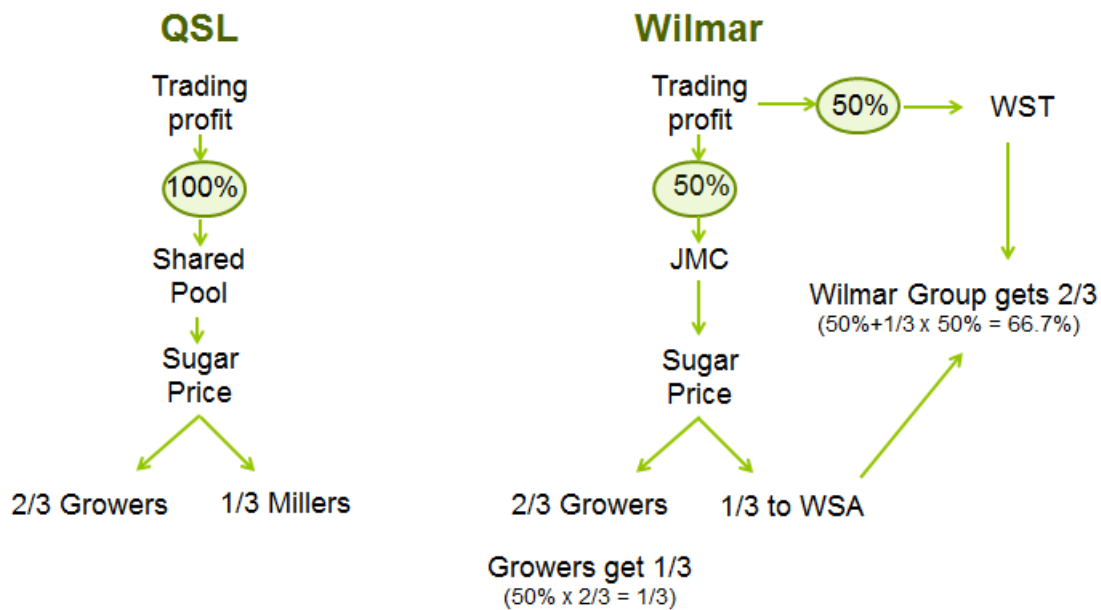 QSL
Trading
profit
100%
Shared
Pool
Sugar
Price
2/3 Growers
1/3 Millers
Wilmar
Trading
profit
50%
WST
50%
JMC
Sugar
Price
2/3 Growers
1/3 to WSA
Wilmar Group gets 2/3
(50%+1/3 x 50% = 66.7%)
Growers get 1/3
(50% x 2/3 = 1/3)